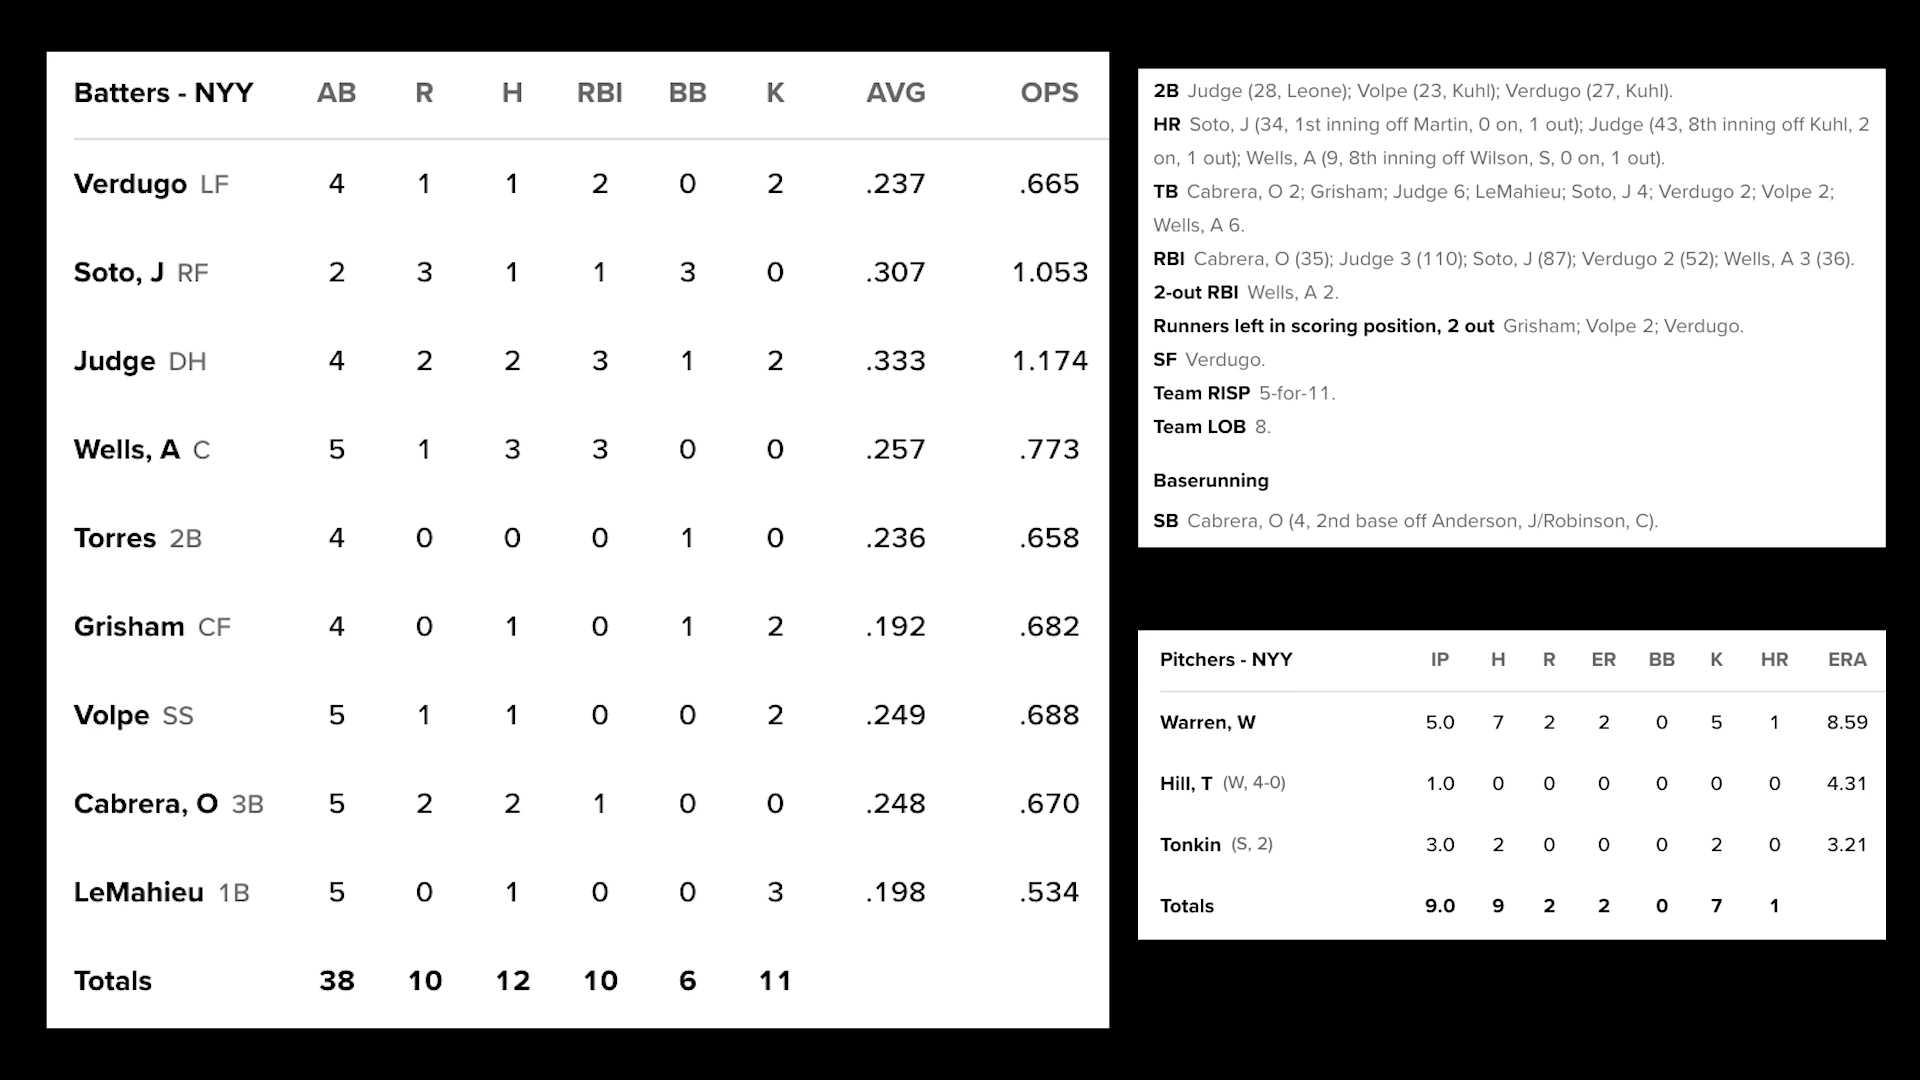 Batters - NYY AB R H RBI BB K AVG OPS
Verdugo LF 4 1 1 2 0 2 .237 .665
Soto, J RF 2 3 1 1 3 0 .307 1.053
Judge DH 4 2 2 3 1 2 .333 1.174
Wells, A C 5 1 3 3 0 0 .257 .773
Torres 2B 4 0 0 0 1 0 .236 .658
Grisham CF 4 0 1 0 1 2 .192 .682
Volpe SS 5 1 1 0 0 2 .249 .688
Cabrera, O 3B 5 2 2 1 0 0 .248 .670
LeMahieu 1B 5 0 1 0 0 3 .198 .534
Totals 38 10 12 10 6 11
2B Judge (28, Leone); Volpe (23, Kuhl); Verdugo (27, Kuhl).
HR Soto, J (34, 1st inning off Martin, 0 on, 1 out); Judge (43, 8th inning off Kuhl, 2
on, 1 out); Wells, A (9, 8th inning off Wilson, S, 0 on, 1 out).
TB Cabrera, O 2; Grisham; Judge 6; LeMahieu; Soto, J 4; Verdugo 2; Volpe 2;
Wells, A 6.
RBI Cabrera, O (35); Judge 3 (110); Soto, J (87); Verdugo 2 (52); Wells, A 3 (36).
2-out RBI Wells, A 2.
Runners left in scoring position, 2 out Grisham; Volpe 2; Verdugo.
SF Verdugo.
Team RISP 5-for-11.
Team LOB 8.
Baserunning
SB Cabrera, O (4, 2nd base off Anderson, J/Robinson, C).
Pitchers - NYY IP H R ER BB K HR ERA
Warren, W 5.0 7 2 2 0 5 1 8.59
Hill, T (W, 4-0) 1.0 0 0 0 0 0 0 4.31
Tonkin (S, 2) 3.0 2 0 0 0 2 0 3.21
Totals 9.0 9 2 2 0 7 1